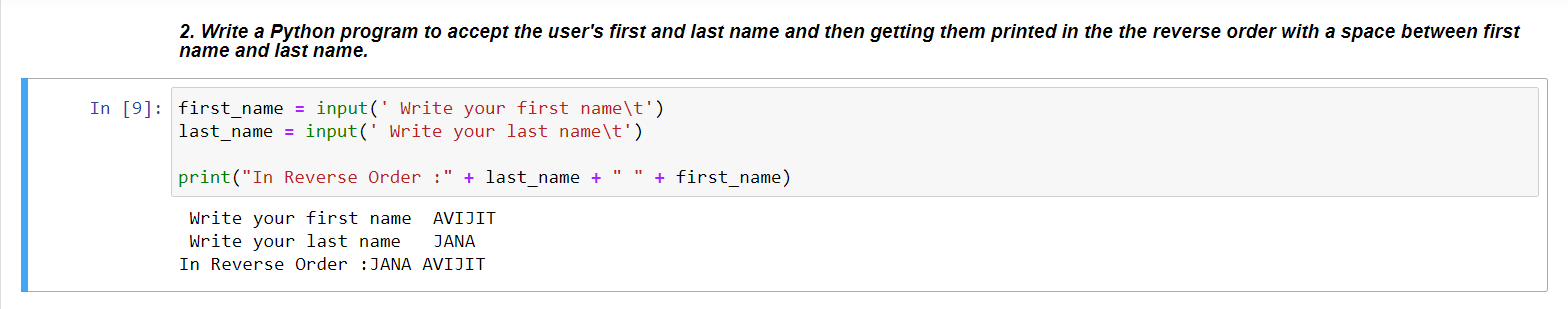 2. Write a Python program to accept the user's first and last name and then getting them printed in the the reverse order with a space between first
name and last name.
In [9]: first_name = input(' Write your first name\t')
last_name = input(' Write your last name\t')
print("In Reverse Order :" + last_name + " " + first_name)
Write your first name AVIJIT
Write your last name JANA
In Reverse Order :JANA AVIJIT